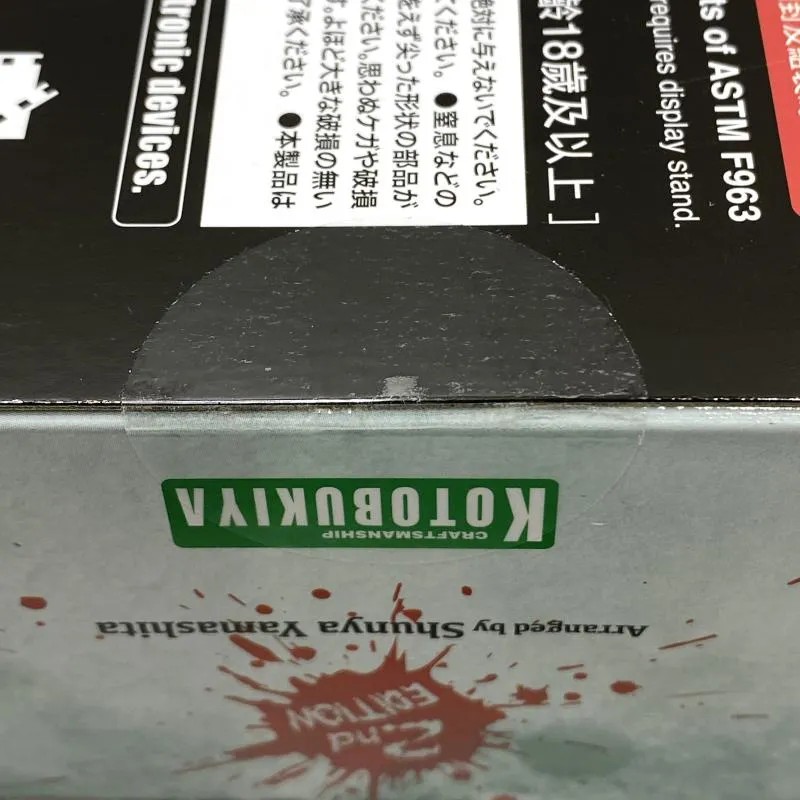 tronic devices.
絶対に与えないでください。
てください。●窒息などの
をえず尖った形状の部品が
ください。思わぬケガや破損
す。よほど大きな破損の無い
了承ください。●本製品は
齢18歳及以上]
ts of ASTM F963
requires display stand.
KOTOBUKIYA
CRAFTSMANSHIP
Arranged by Shunya Yamashita
2nd
EDITION